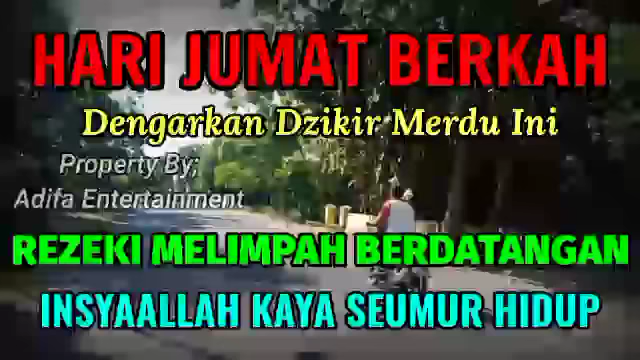 HARI JUMAT BERKAH
Dengarkan Dzikir Merdu Ini
Property By;
Adifa Entertainment
REZEKI MELIMPAH BERDATANGAN
INSYAALLAH KAYA SEUMUR HIDUP